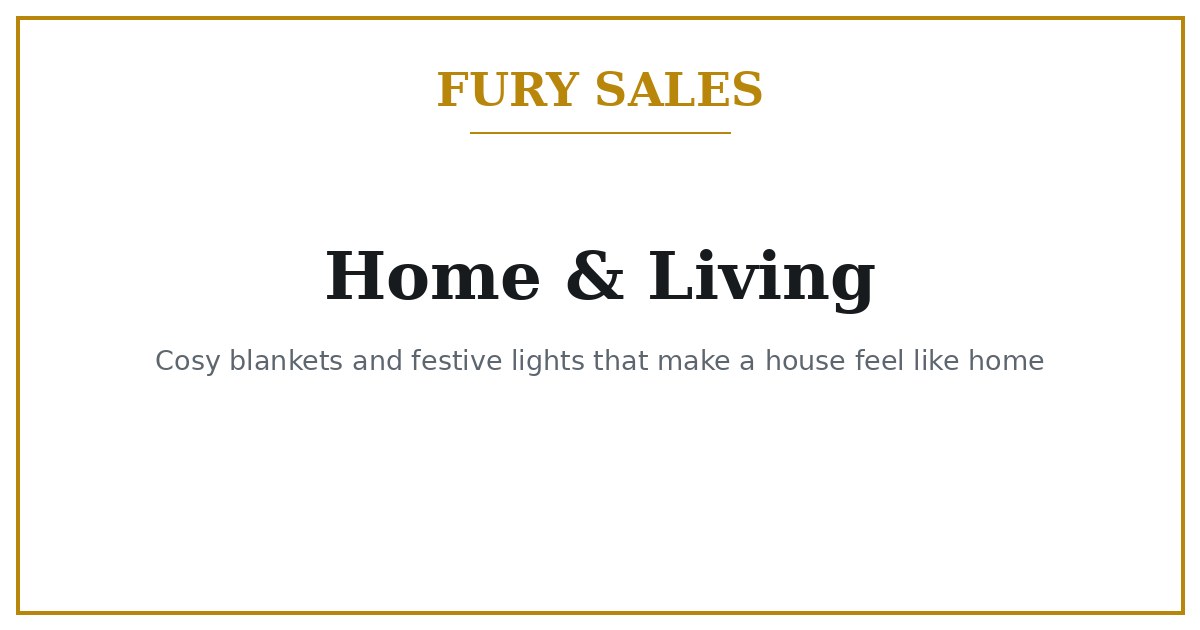 FURY SALES
Home & Living
Cosy blankets and festive lights that make a house feel like home